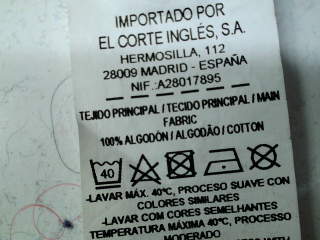 IMPORTADO POR
EL CORTE INGLÉS, S.A.
HERMOSILLA, 112
28009 MADRID - ESPAÑA
NIF.:A28017895
TEJIDO PRINCIPAL / TECIDO PRINCIPAL / MAIN
FABRIC
100% ALGODÓN / ALGODÃO / COTTON
40
-LAVAR MÁX. 40ºC, PROCESO SUAVE CON
COLORES SIMILARES
-LAVAR COM CORES SEMELHANTES
TEMPERATURA MÁXIMA 40ºC, PROCESSO
MODERADO